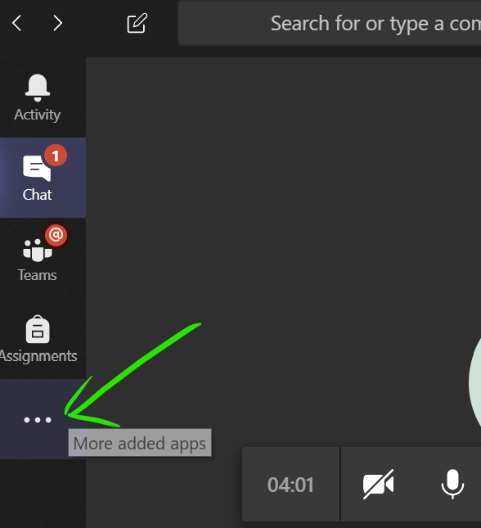 Search for or type a com
Activity
1
Chat
@
Teams
Assignments
More added apps
04:01